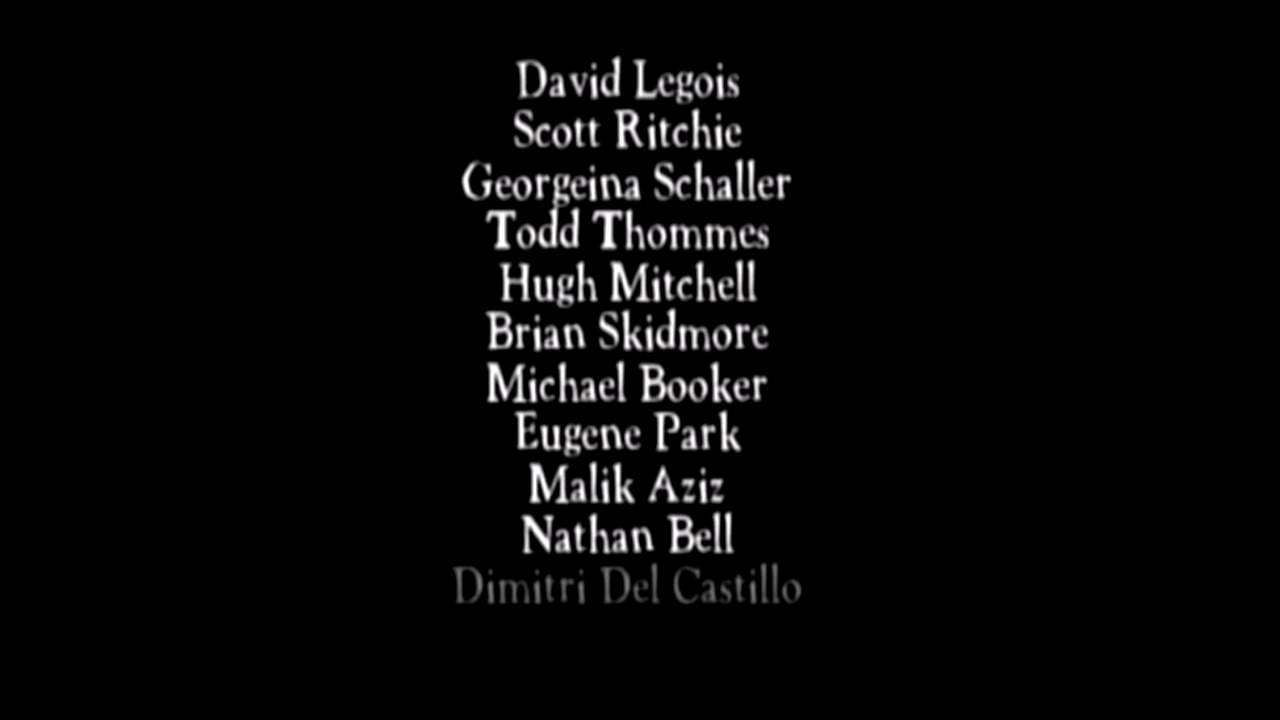 David Legois
Scott Ritchie
Georgeina Schaller
Todd Thommes
Hugh Mitchell
Brian Skidmore
Michael Booker
Eugene Park
Malik Aziz
Nathan Bell
Dimitri Del Castillo